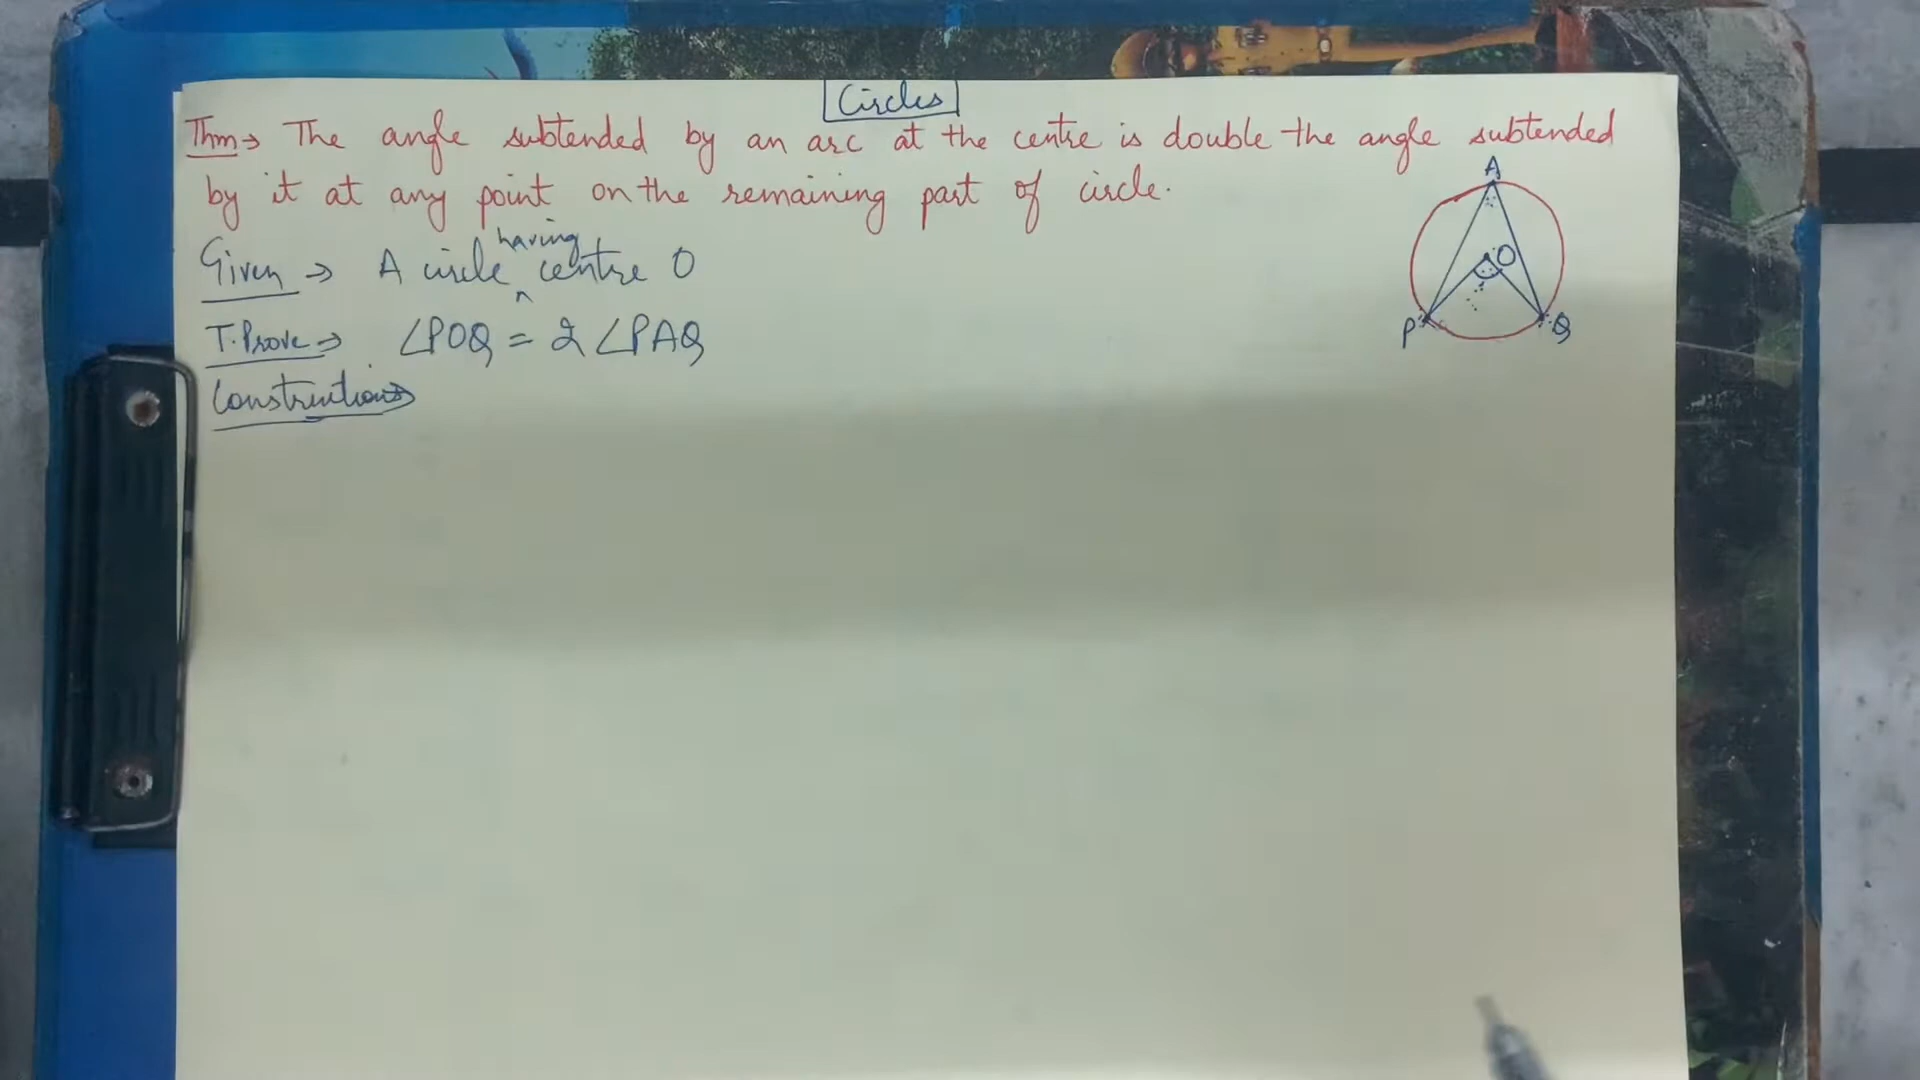 Circles
Thm→ The angle subtended by an arc at the centre is double the angle subtended
by it at any point on the remaining part of circle.
Given → A circle having centre O
T. Prove → ∠POQ = 2 ∠PAQ
Construction→
A
O
P
Q